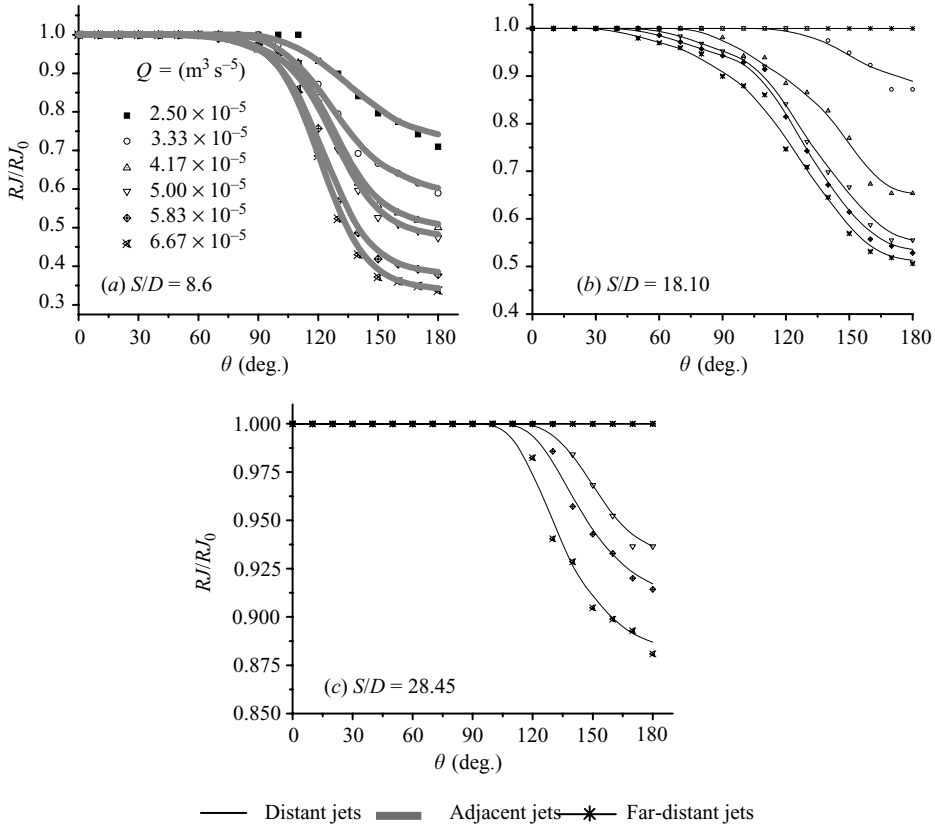 1.0
0.9
0.8
0.7
0.6
0.5
0.4
0.3
RJ/RJ₀
Q = (m³ s⁻⁵)
2.50 × 10⁻⁵
3.33 × 10⁻⁵
4.17 × 10⁻⁵
5.00 × 10⁻⁵
5.83 × 10⁻⁵
6.67 × 10⁻⁵
(a) S/D = 8.6
0 30 60 90 120 150 180
θ (deg.)
1.0
0.9
0.8
0.7
0.6
0.5
0.4
(b) S/D = 18.10
0 30 60 90 120 150 180
θ (deg.)
1.000
0.975
0.950
0.925
0.900
0.875
0.850
RJ/RJ₀
(c) S/D = 28.45
0 30 60 90 120 150 180
θ (deg.)
Distant jets Adjacent jets Far-distant jets